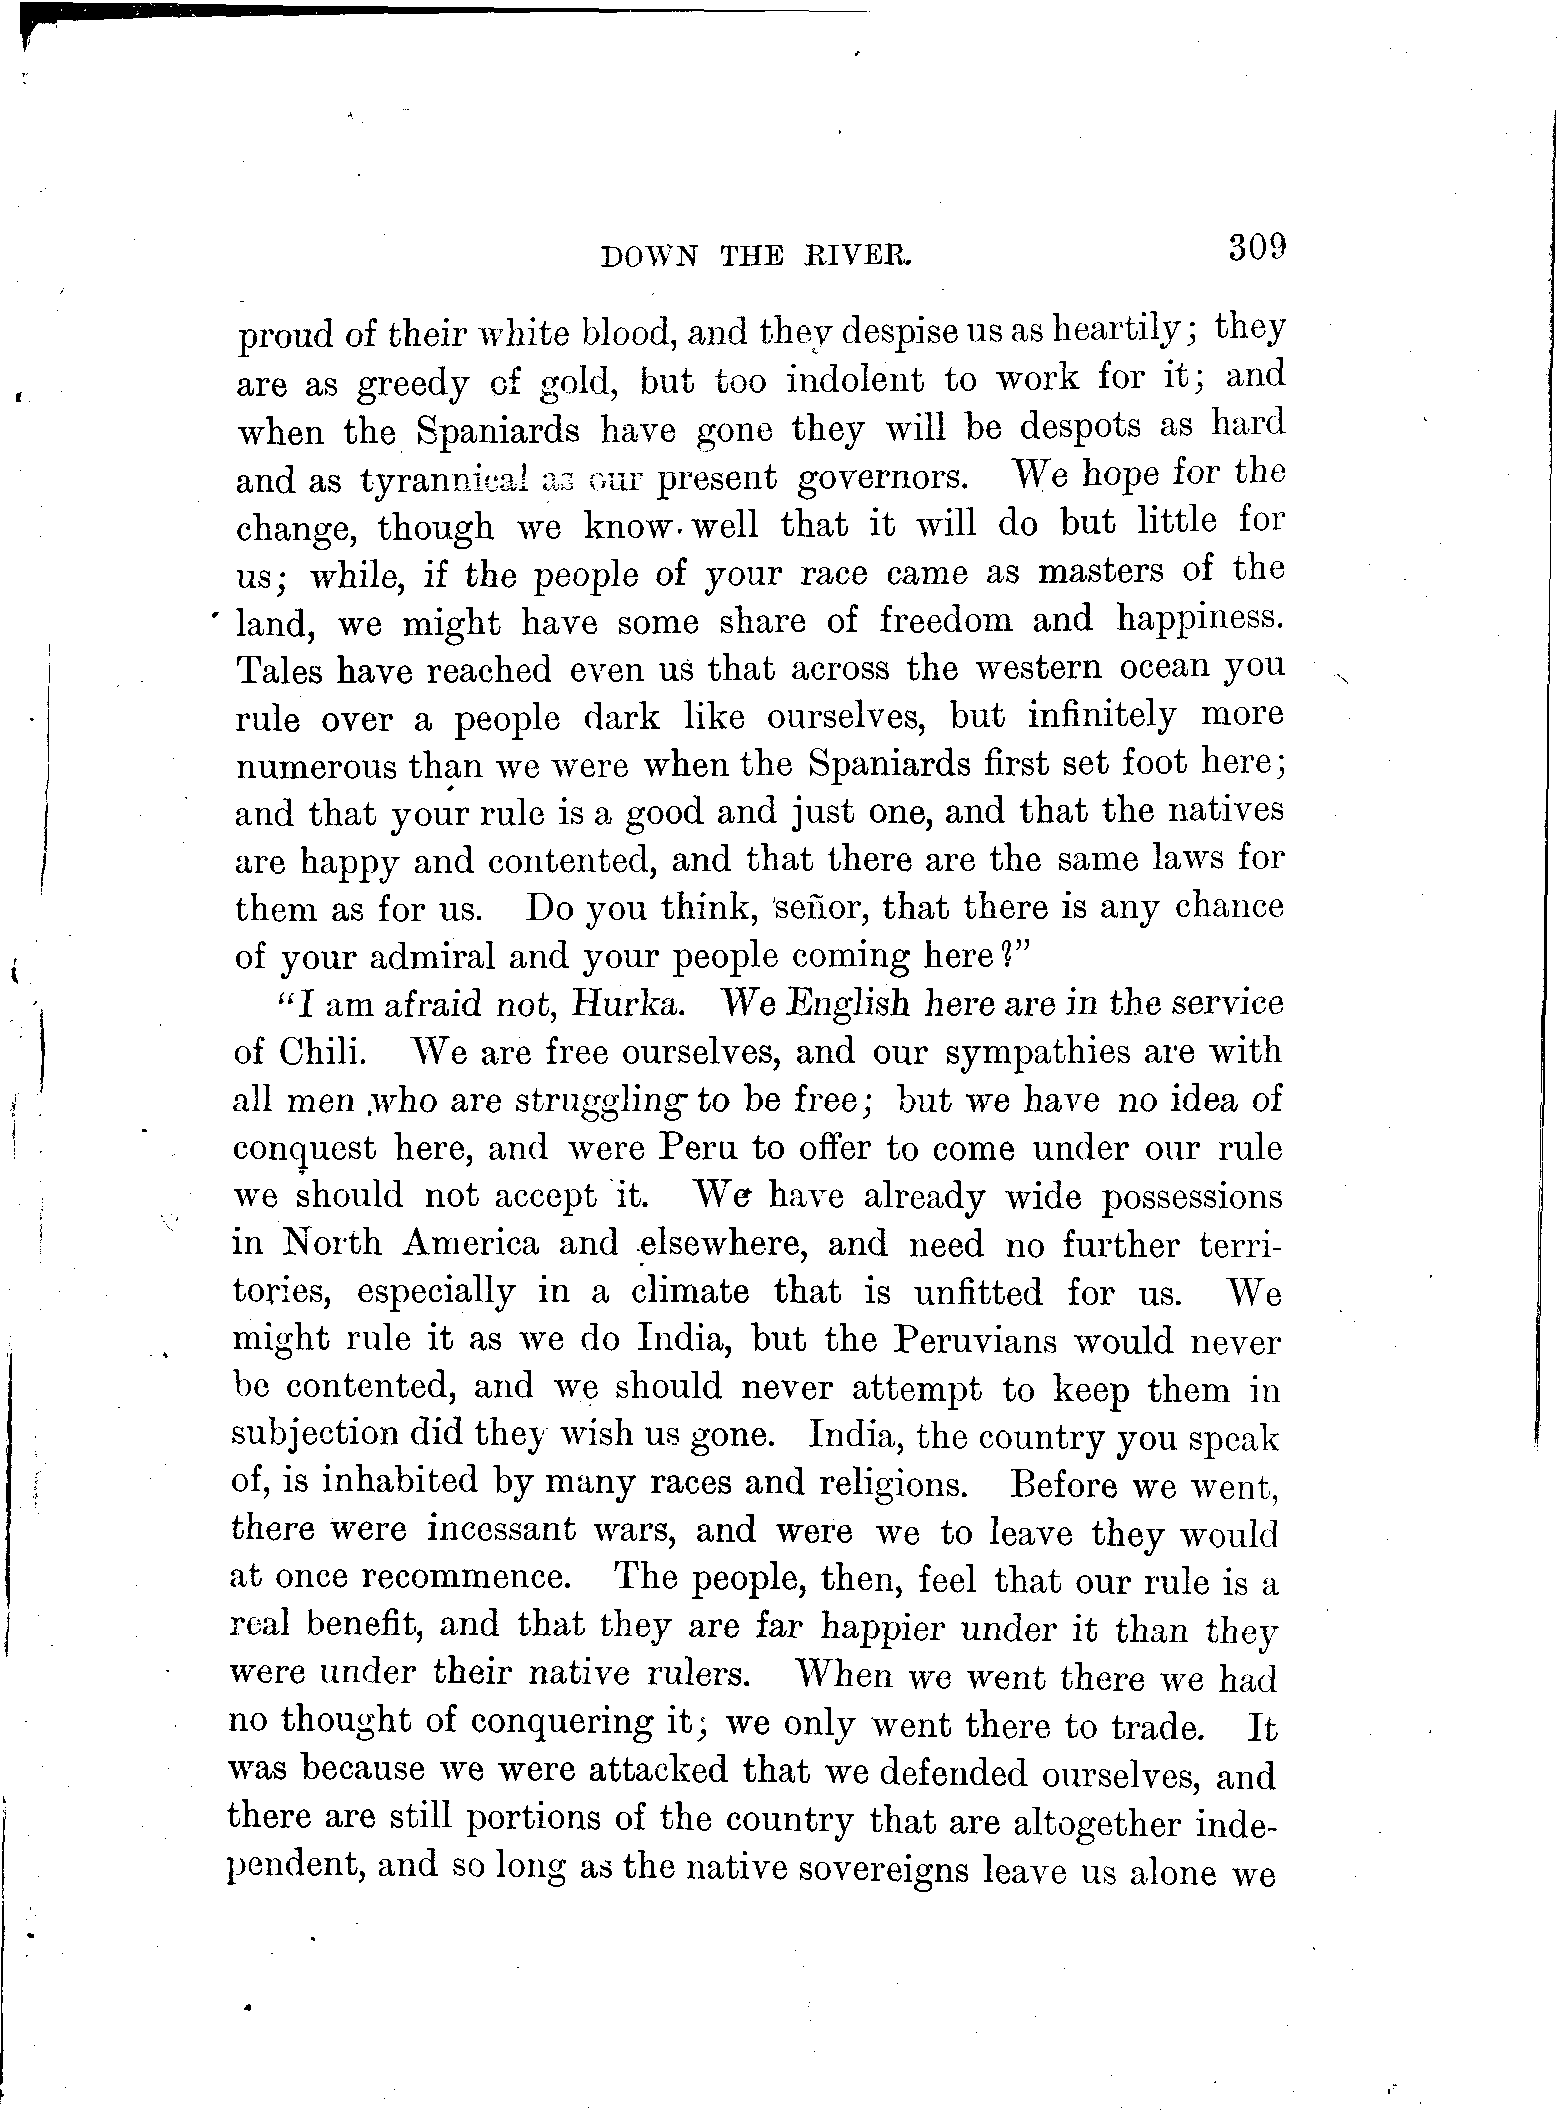 DOWN THE RIVER. 309
proud of their white blood, and they despise us as heartily; they
are as greedy of gold, but too indolent to work for it; and
when the Spaniards have gone they will be despots as hard
and as tyrannical as our present governors. We hope for the
change, though we know well that it will do but little for
us; while, if the people of your race came as masters of the
land, we might have some share of freedom and happiness.
Tales have reached even us that across the western ocean you
rule over a people dark like ourselves, but infinitely more
numerous than we were when the Spaniards first set foot here;
and that your rule is a good and just one, and that the natives
are happy and contented, and that there are the same laws for
them as for us. Do you think, señor, that there is any chance
of your admiral and your people coming here?"
"I am afraid not, Hurka. We English here are in the service
of Chili. We are free ourselves, and our sympathies are with
all men who are struggling to be free; but we have no idea of
conquest here, and were Peru to offer to come under our rule
we should not accept it. We have already wide possessions
in North America and elsewhere, and need no further terri-
tories, especially in a climate that is unfitted for us. We
might rule it as we do India, but the Peruvians would never
be contented, and we should never attempt to keep them in
subjection did they wish us gone. India, the country you speak
of, is inhabited by many races and religions. Before we went,
there were incessant wars, and were we to leave they would
at once recommence. The people, then, feel that our rule is a
real benefit, and that they are far happier under it than they
were under their native rulers. When we went there we had
no thought of conquering it; we only went there to trade. It
was because we were attacked that we defended ourselves, and
there are still portions of the country that are altogether inde-
pendent, and so long as the native sovereigns leave us alone we